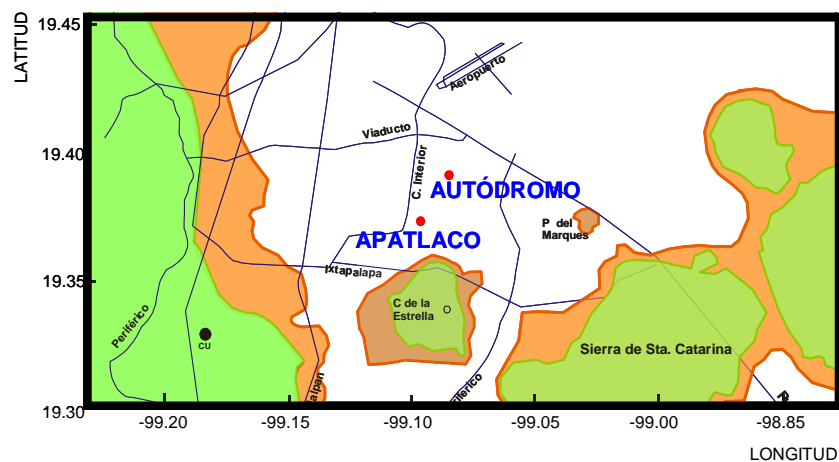 LATITUD
19.45
Aeropuerto
Viaducto
19.40
C. Interior
AUTÓDROMO
P del
Marques
APATLACO
19.35
Ixtapalapa
C de la
Estrella
Periférico
CU
Sierra de Sta. Catarina
alpan
riferico
19.30
-99.20
-99.15
-99.10
-99.05
-99.00
-98.85
LONGITUD